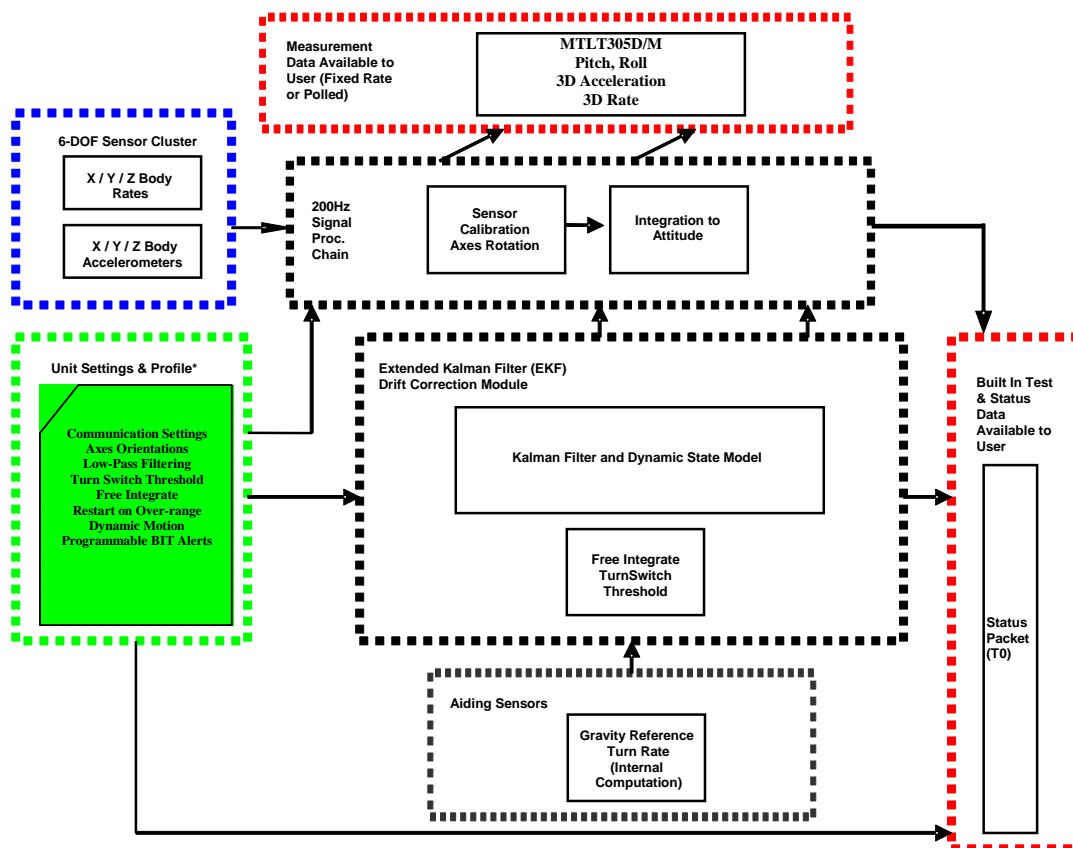 Measurement
Data Available to
User (Fixed Rate
or Polled)
MTLT305D/M
Pitch, Roll
3D Acceleration
3D Rate
6-DOF Sensor Cluster
X / Y / Z Body
Rates
X / Y / Z Body
Accelerometers
200Hz
Signal
Proc.
Chain
Sensor
Calibration
Axes Rotation
Integration to
Attitude
Unit Settings & Profile*
Communication Settings
Axes Orientations
Low-Pass Filtering
Turn Switch Threshold
Free Integrate
Restart on Over-range
Dynamic Motion
Programmable BIT Alerts
Extended Kalman Filter (EKF)
Drift Correction Module
Kalman Filter and Dynamic State Model
Free Integrate
TurnSwitch
Threshold
Built In Test
& Status
Data
Available to
User
Status
Packet
(T0)
Aiding Sensors
Gravity Reference
Turn Rate
(Internal
Computation)